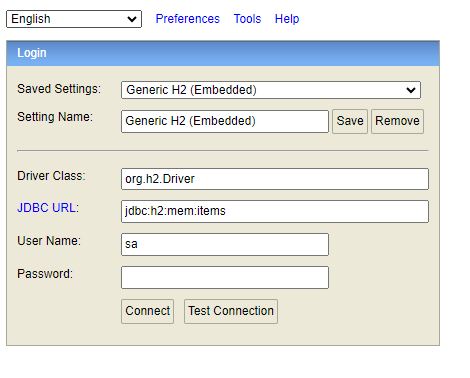 English Preferences Tools Help
Login
Saved Settings: Generic H2 (Embedded)
Setting Name: Generic H2 (Embedded) Save Remove
Driver Class: org.h2.Driver
JDBC URL: jdbc:h2:mem:items
User Name: sa
Password:
Connect Test Connection